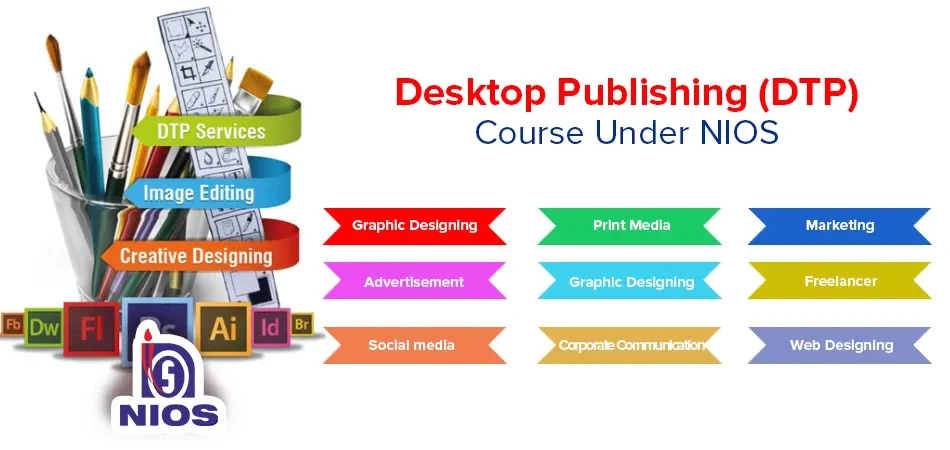 DTP Services
Image Editing
Creative Designing
Fb Dw Fl Ps Ai Id Br
NIOS
Desktop Publishing (DTP)
Course Under NIOS
Graphic Designing Print Media Marketing
Advertisement Graphic Designing Freelancer
Social media Corporate Communication Web Designing